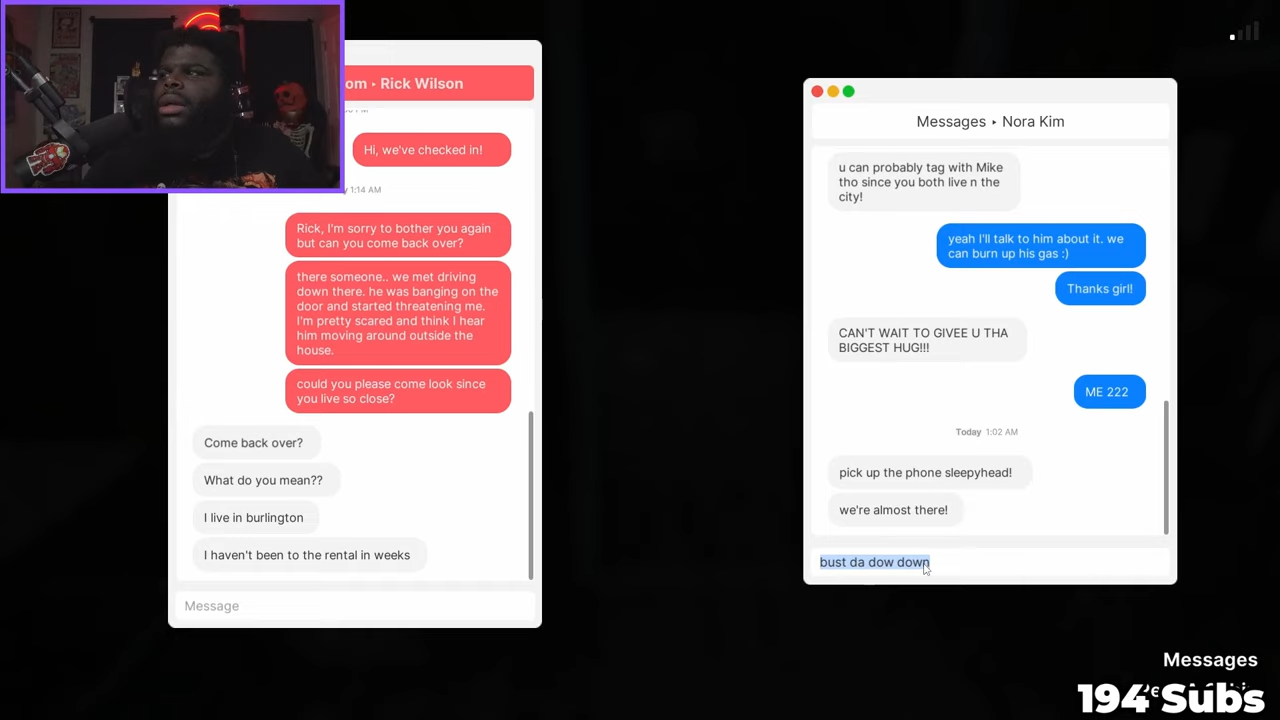 om ▸ Rick Wilson
Hi, we've checked in!
1:14 AM
Rick, I'm sorry to bother you again
but can you come back over?
there someone.. we met driving
down there. he was banging on the
door and started threatening me.
I'm pretty scared and think I hear
him moving around outside the
house.
could you please come look since
you live so close?
Come back over?
What do you mean??
I live in burlington
I haven't been to the rental in weeks
Message
Messages ▸ Nora Kim
u can probably tag with Mike
tho since you both live n the
city!
yeah I'll talk to him about it. we
can burn up his gas :)
Thanks girl!
CAN'T WAIT TO GIVEE U THA
BIGGEST HUG!!!
ME 222
Today 1:02 AM
pick up the phone sleepyhead!
we're almost there!
bust da dow down
Messages
194 Subs